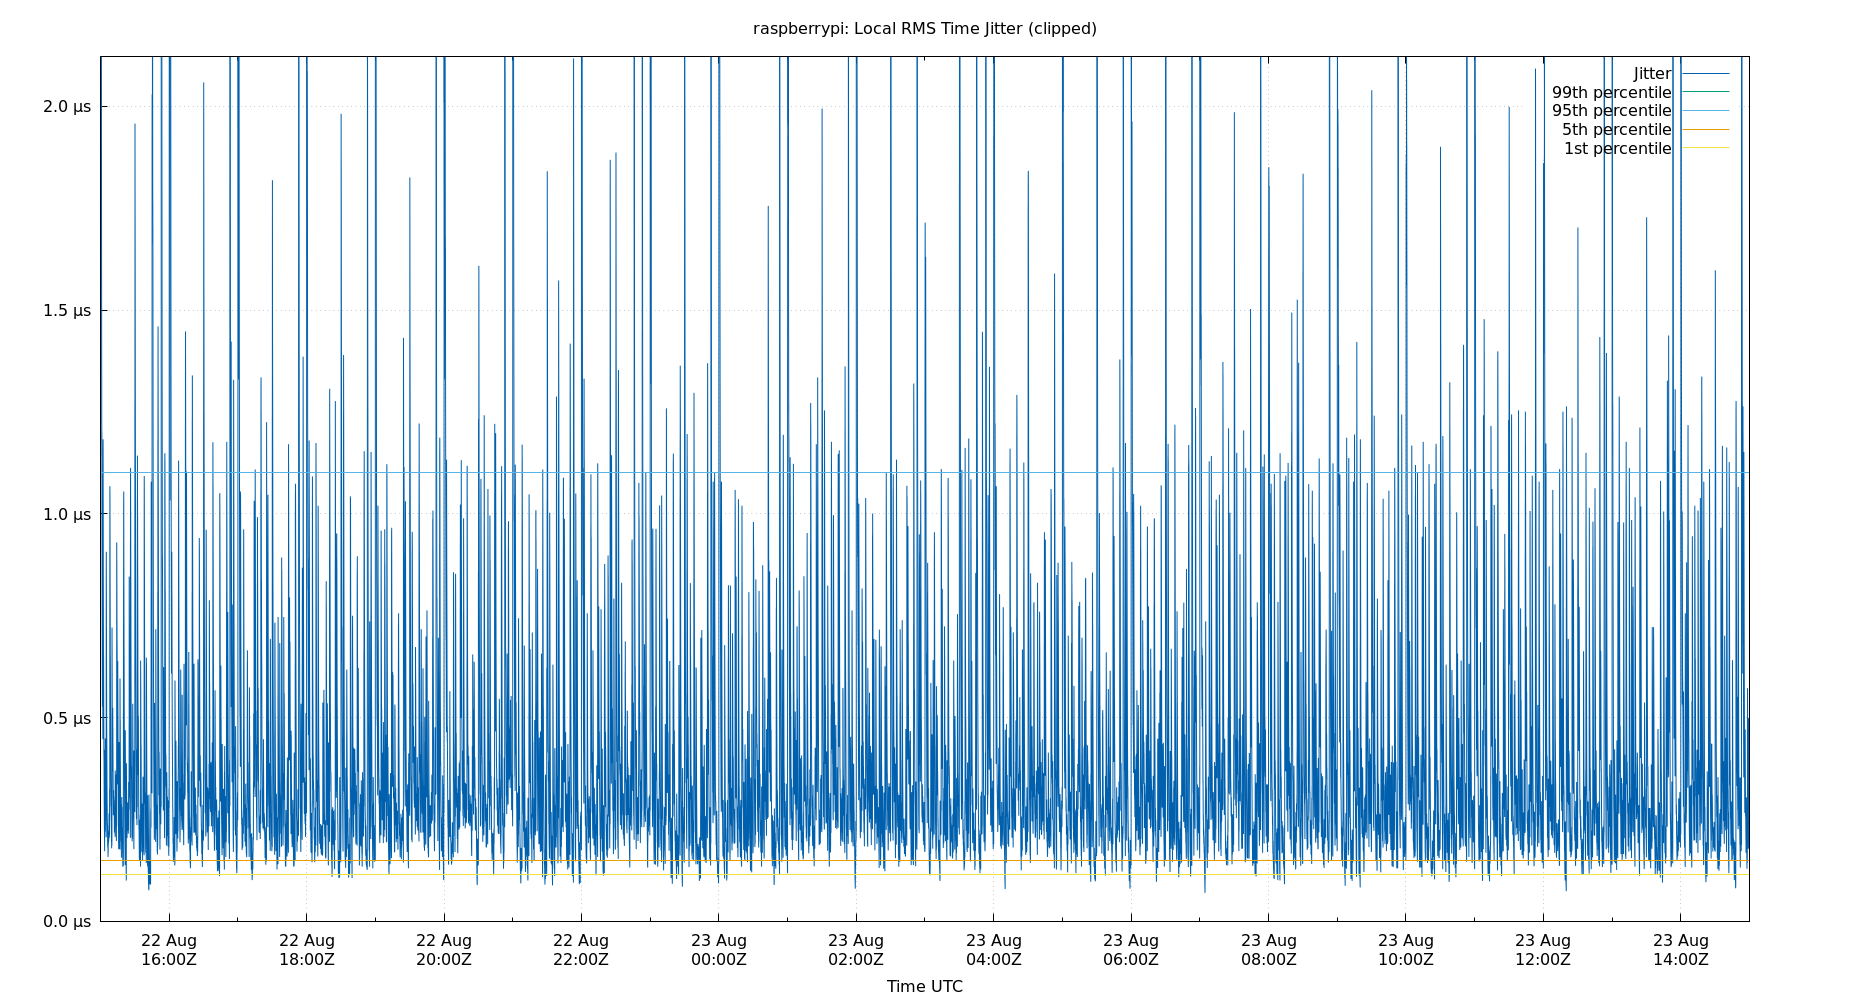 raspberrypi: Local RMS Time Jitter (clipped)
Jitter
99th percentile
95th percentile
5th percentile
1st percentile
2.0 μs
1.5 μs
1.0 μs
0.5 μs
0.0 μs
22 Aug 22 Aug 22 Aug 22 Aug 23 Aug 23 Aug 23 Aug 23 Aug 23 Aug 23 Aug 23 Aug 23 Aug
16:00Z 18:00Z 20:00Z 22:00Z 00:00Z 02:00Z 04:00Z 06:00Z 08:00Z 10:00Z 12:00Z 14:00Z
Time UTC